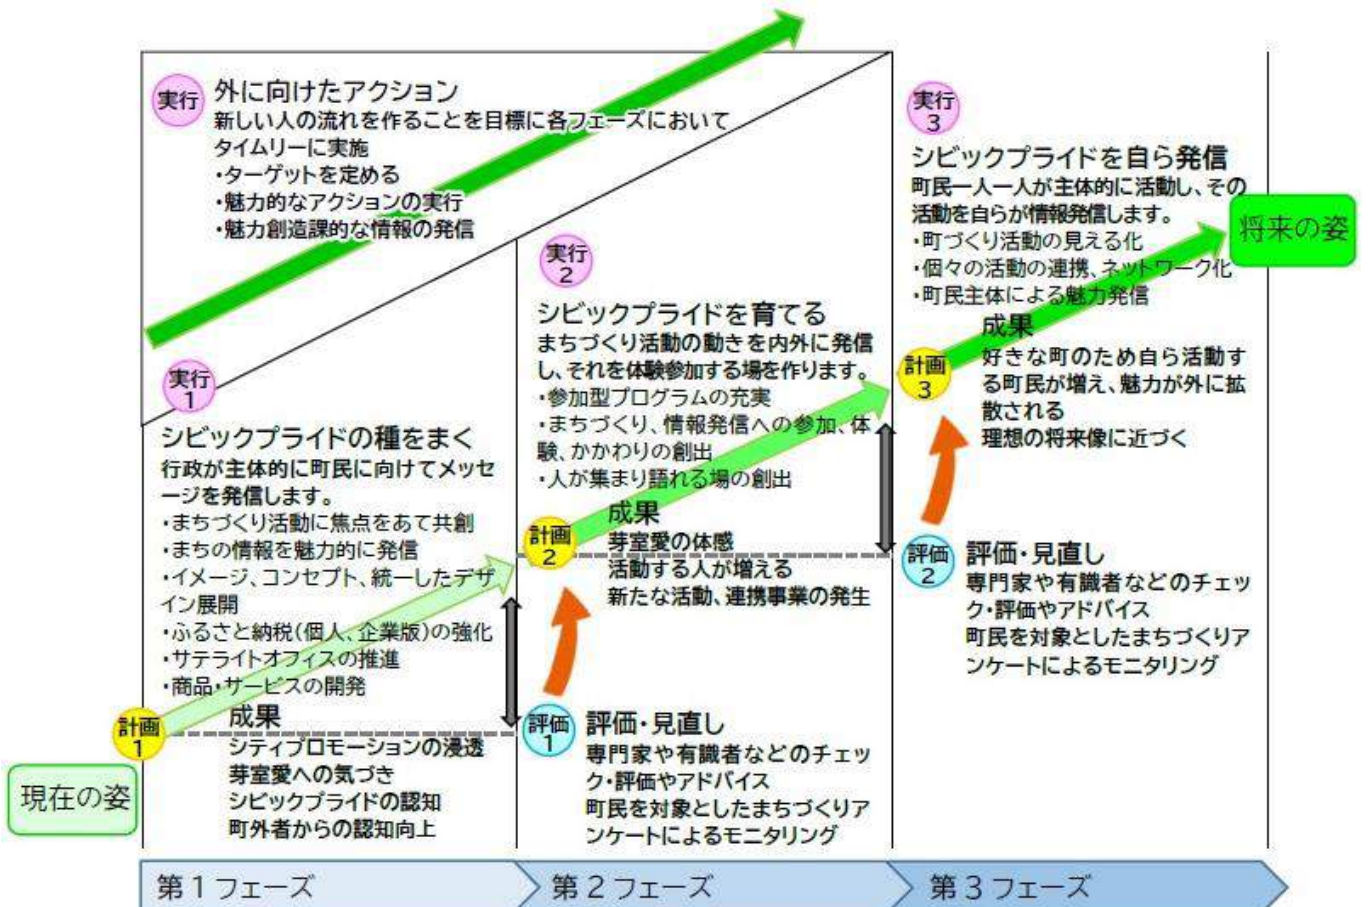 実行
外に向けたアクション
新しい人の流れを作ることを目標に各フェーズにおいて
タイムリーに実施
・ターゲットを定める
・魅力的なアクションの実行
・魅力創造課的な情報の発信
実行
1
シビックプライドの種をまく
行政が主体的に町民に向けてメッセ
ージを発信します。
・まちづくり活動に焦点をあて共創
・まちの情報を魅力的に発信
・イメージ、コンセプト、統一したデザ
イン展開
・ふるさと納税(個人、企業版)の強化
・サテライトオフィスの推進
・商品・サービスの開発
計画
1
成果
シティプロモーションの浸透
芽室愛への気づき
シビックプライドの認知
町外者からの認知向上
現在の姿
実行
2
シビックプライドを育てる
まちづくり活動の動きを内外に発信
し、それを体験参加する場を作ります。
・参加型プログラムの充実
・まちづくり、情報発信への参加、体
験、かかわりの創出
・人が集まり語れる場の創出
計画
2
成果
芽室愛の体感
活動する人が増える
新たな活動、連携事業の発生
評価
1
評価・見直し
専門家や有識者などのチェッ
ク・評価やアドバイス
町民を対象としたまちづくりア
ンケートによるモニタリング
実行
3
シビックプライドを自ら発信
町民一人一人が主体的に活動し、その
活動を自らが情報発信します。
・町づくり活動の見える化
・個々の活動の連携、ネットワーク化
・町民主体による魅力発信
将来の姿
計画
3
成果
好きな町のため自ら活動す
る町民が増え、魅力が外に拡
散される
理想の将来像に近づく
評価
2
評価・見直し
専門家や有識者などのチェッ
ク・評価やアドバイス
町民を対象としたまちづくりア
ンケートによるモニタリング
第1フェーズ
第2フェーズ
第3フェーズ